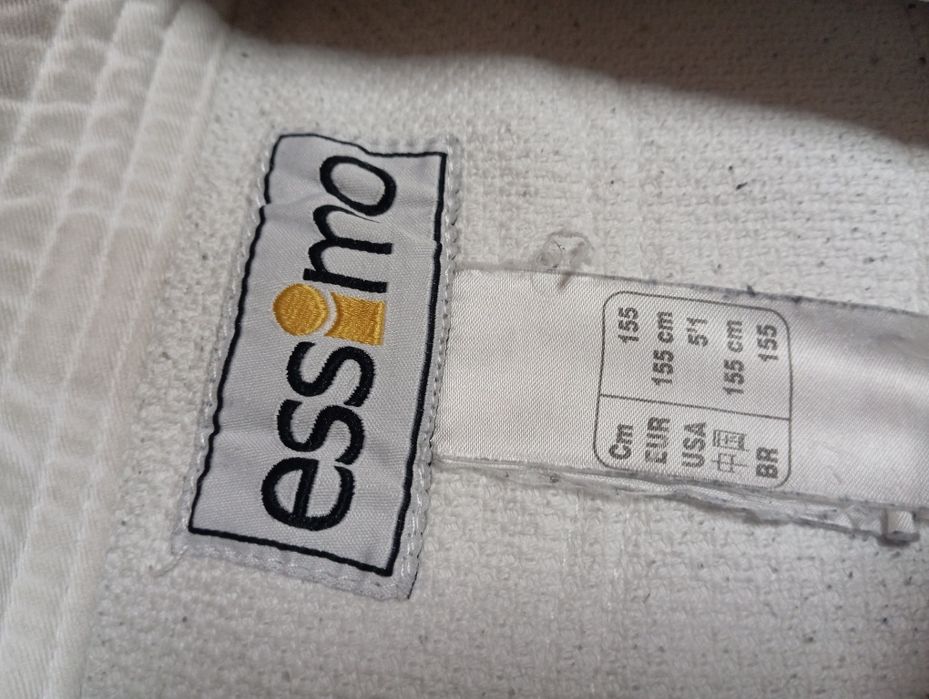 essimo
Cm 155
EUR 155 cm
USA 5'1
中国 155 cm
BR 155